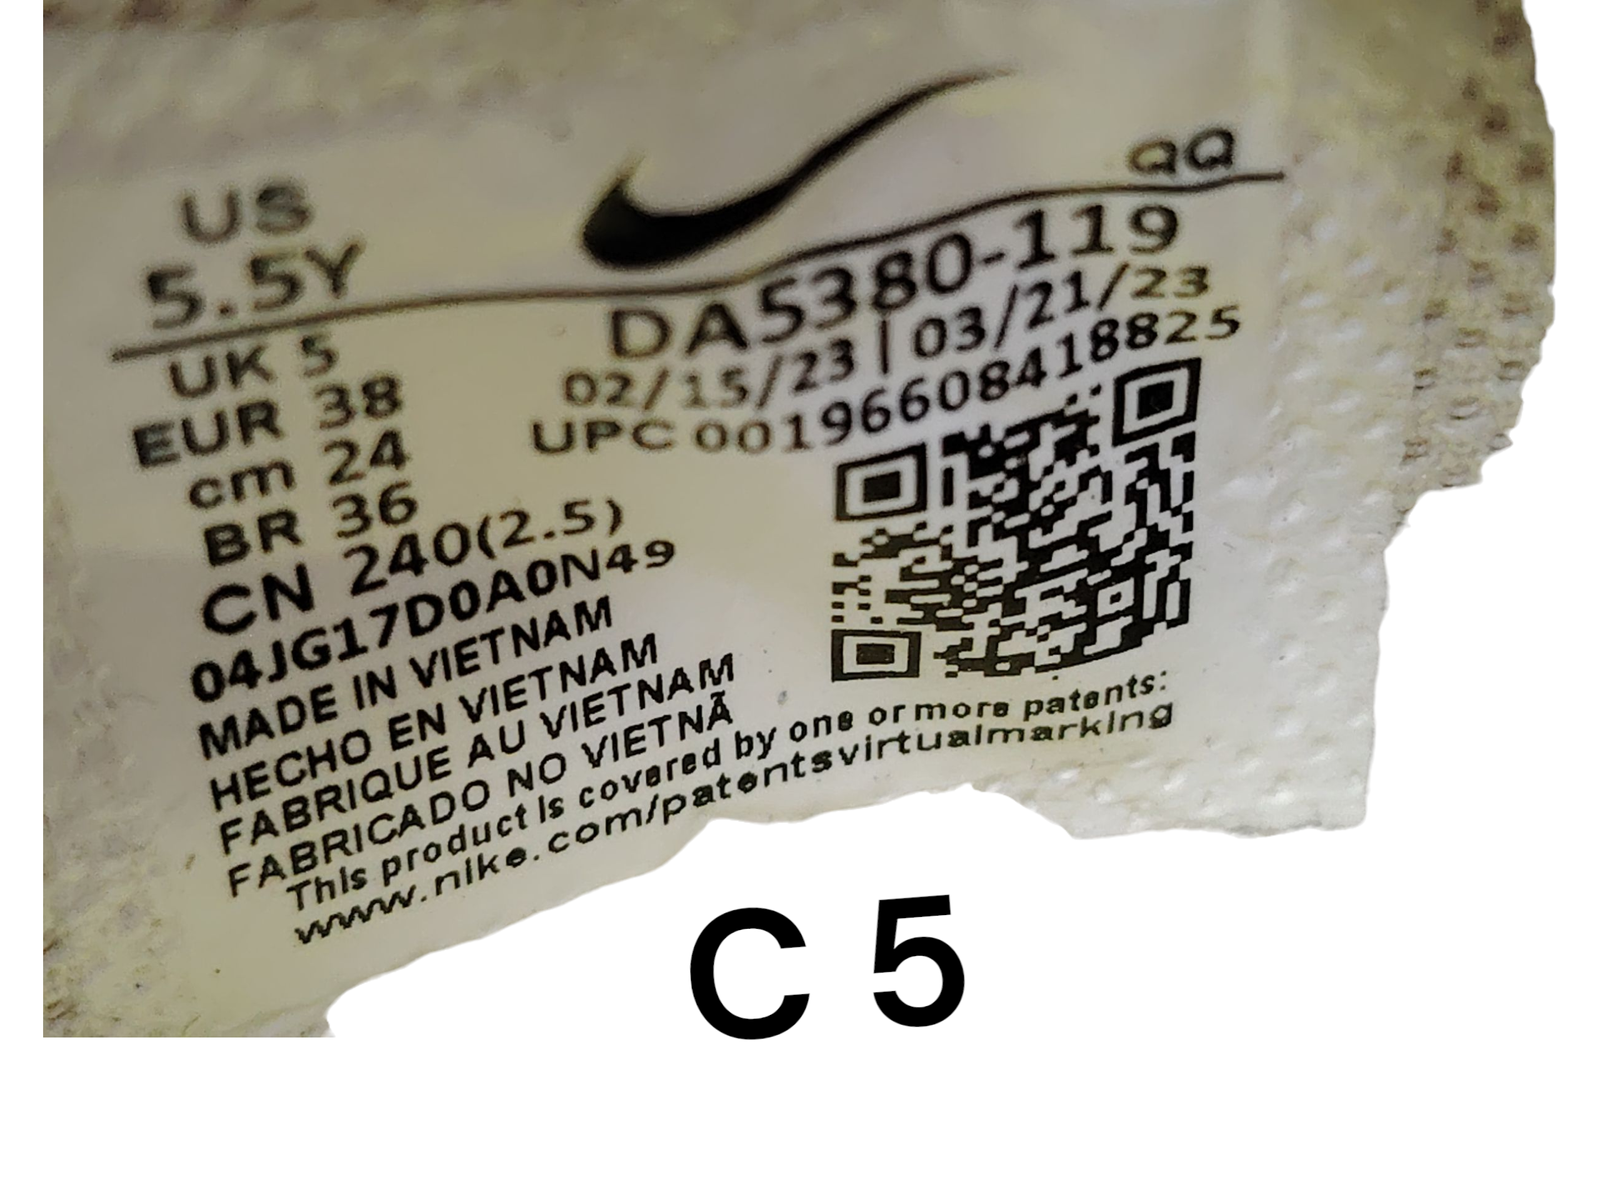 QQ
US
5.5Y
UK 5
EUR 38
cm 24
BR 36
CN 240(2.5)
DA5380-119
02/15/23 | 03/21/23
UPC 00196608418825
04JG17D0A0N49
MADE IN VIETNAM
HECHO EN VIETNAM
FABRIQUE AU VIETNAM
FABRICADO NO VIETNÃ
This product is covered by one or more patents:
www.nike.com/patentsvirtualmarking
C 5